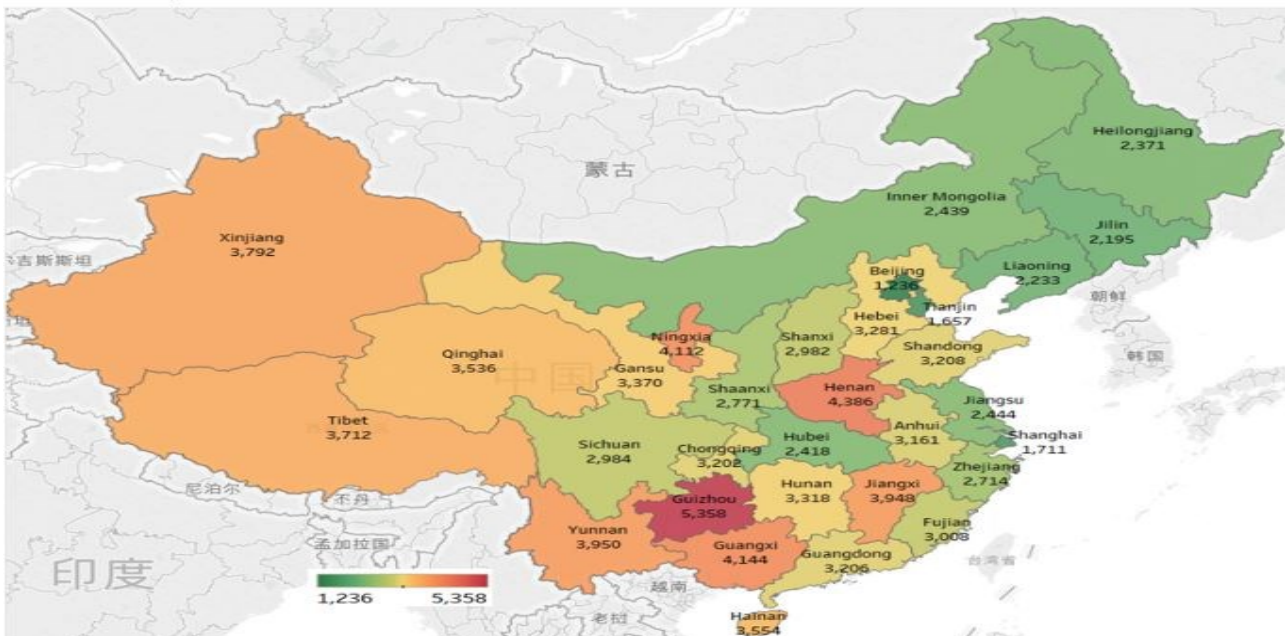 Heilongjiang
2,371
蒙古
Inner Mongolia
2,439
Jilin
2,195
Xinjiang
3,792
吉斯斯坦
Beijing
1,236
Liaoning
2,233
朝鲜
Tianjin
1,657
Hebei
3,281
Ningxia
4,112
Shanxi
2,982
Shandong
3,208
韩国
Qinghai
3,536
中国
Gansu
3,370
Shaanxi
2,771
Henan
4,386
Jiangsu
2,444
Tibet
3,712
Anhui
3,161
Shanghai
1,711
Sichuan
2,984
Chongqing
3,202
Hubei
2,418
Zhejiang
2,714
尼泊尔
不丹
Guizhou
5,358
Hunan
3,318
Jiangxi
3,948
Yunnan
3,950
Fujian
3,008
孟加拉国
Guangxi
4,144
Guangdong
3,206
台湾省
印度
1,236
5,358
越南
老挝
Hainan
3,554